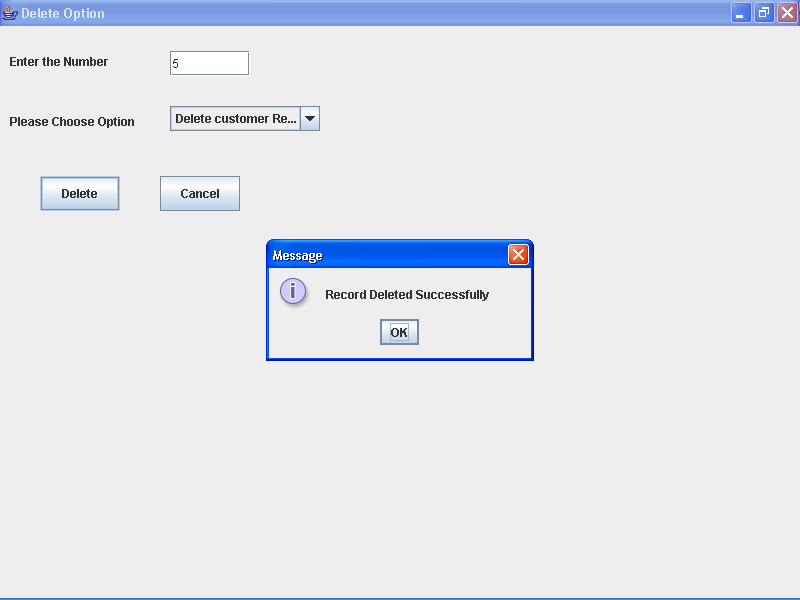 Delete Option
Enter the Number
5
Please Choose Option
Delete customer Re...
Delete
Cancel
Message
i
Record Deleted Successfully
OK